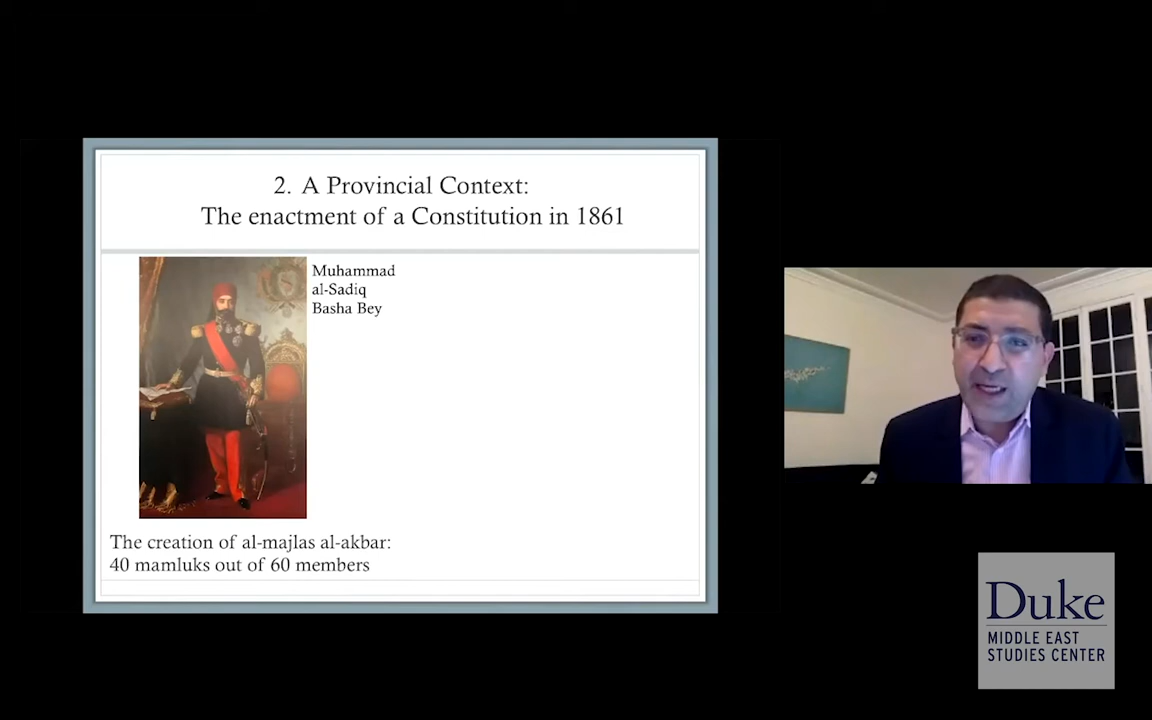 2. A Provincial Context:
The enactment of a Constitution in 1861
Muhammad
al-Sadiq
Basha Bey
The creation of al-majlas al-akbar:
40 mamluks out of 60 members
Duke
MIDDLE EAST
STUDIES CENTER